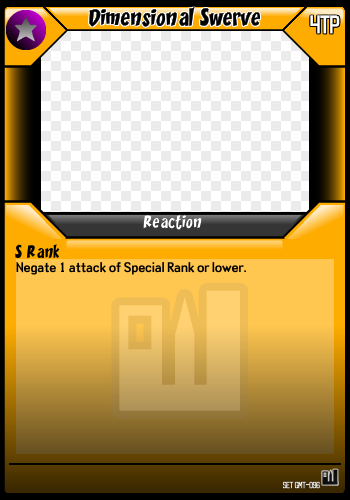 Dimensional Swerve
4TP
Reaction
S Rank
Negate 1 attack of Special Rank or lower.
SET GMT-096